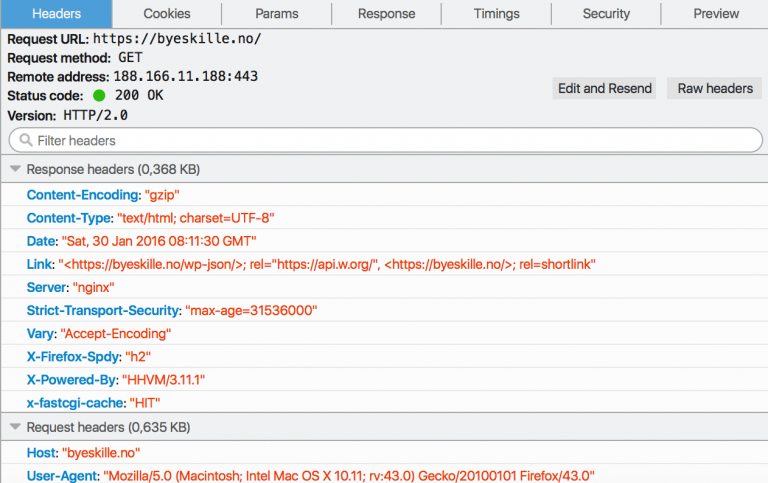 Headers Cookies Params Response Timings Security Preview
Request URL: https://byeskille.no/
Request method: GET
Remote address: 188.166.11.188:443
Status code: 200 OK
Edit and Resend Raw headers
Version: HTTP/2.0
Filter headers
Response headers (0,368 KB)
Content-Encoding: "gzip"
Content-Type: "text/html; charset=UTF-8"
Date: "Sat, 30 Jan 2016 08:11:30 GMT"
Link: "<https://byeskille.no/wp-json/>; rel="https://api.w.org/", <https://byeskille.no/>; rel=shortlink"
Server: "nginx"
Strict-Transport-Security: "max-age=31536000"
Vary: "Accept-Encoding"
X-Firefox-Spdy: "h2"
X-Powered-By: "HHVM/3.11.1"
x-fastcgi-cache: "HIT"
Request headers (0,635 KB)
Host: "byeskille.no"
User-Agent: "Mozilla/5.0 (Macintosh; Intel Mac OS X 10.11; rv:43.0) Gecko/20100101 Firefox/43.0"